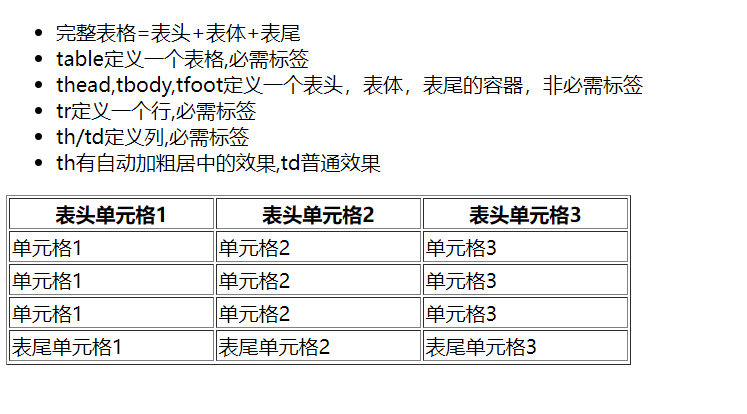 完整表格=表头+表体+表尾
table定义一个表格,必需标签
thead,tbody,tfoot定义一个表头，表体，表尾的容器，非必需标签
tr定义一个行,必需标签
th/td定义列,必需标签
th有自动加粗居中的效果,td普通效果
表头单元格1 表头单元格2 表头单元格3
单元格1 单元格2 单元格3
单元格1 单元格2 单元格3
单元格1 单元格2 单元格3
表尾单元格1 表尾单元格2 表尾单元格3